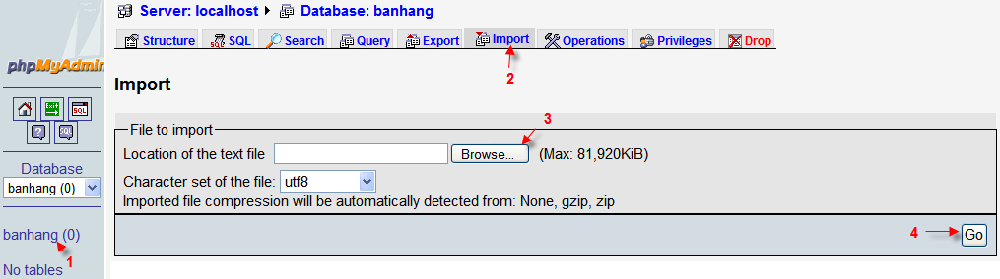 phpMyAdmin
Database
banhang (0)
banhang (0)
1
No tables
Server: localhost Database: banhang
Structure SQL Search Query Export Import Operations Privileges Drop
2
Import
File to import
3
Location of the text file Browse... (Max: 81,920KiB)
Character set of the file: utf8
Imported file compression will be automatically detected from: None, gzip, zip
4 Go